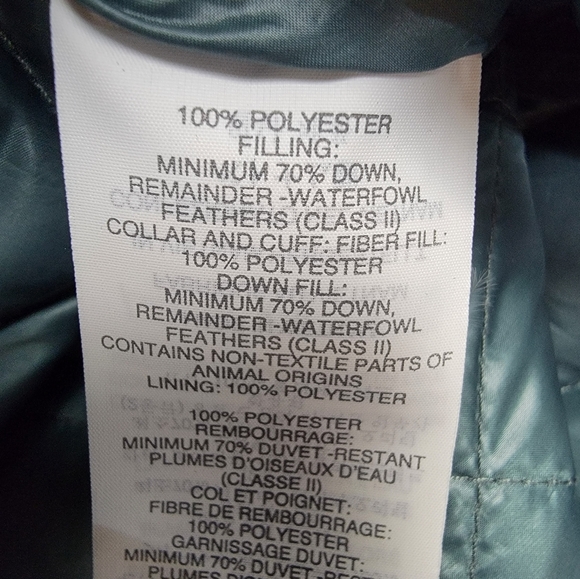 100% POLYESTER
FILLING:
MINIMUM 70% DOWN,
REMAINDER -WATERFOWL
FEATHERS (CLASS II)
COLLAR AND CUFF: FIBER FILL:
100% POLYESTER
DOWN FILL:
MINIMUM 70% DOWN,
REMAINDER -WATERFOWL
FEATHERS (CLASS II)
CONTAINS NON-TEXTILE PARTS OF
ANIMAL ORIGINS
LINING: 100% POLYESTER
100% POLYESTER
REMBOURRAGE:
MINIMUM 70% DUVET -RESTANT
PLUMES D'OISEAUX D'EAU
(CLASSE II)
COL ET POIGNET:
FIBRE DE REMBOURRAGE:
100% POLYESTER
GARNISSAGE DUVET:
MINIMUM 70% DUVET -REST
PLUMES D'OIS